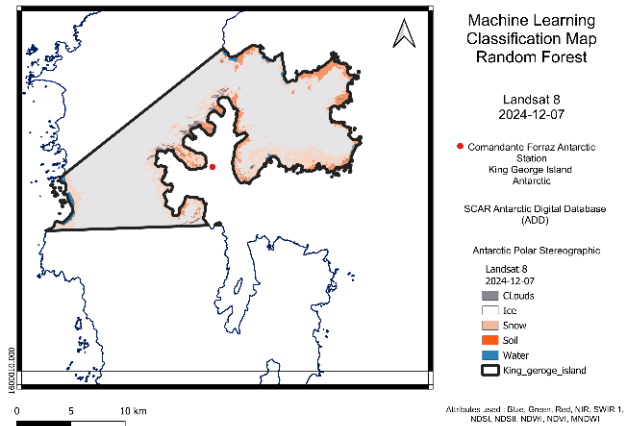 Machine Learning
Classification Map
Random Forest
Landsat 8
2024-12-07
Comandante Ferraz Antarctic
Station
King George Island
Antarctic
SCAR Antarctic Digital Database
(ADD)
Antarctic Polar Stereographic
Landsat 8
2024-12-07
CLouds
Ice
Snow
Soil
Water
King_geroge_island
1600010.000
0 5 10 km
Attributes used : Blue, Green, Red, NIR, SWIR 1,
NDSI, NDSII, NDWI, NDVI, MNDWI